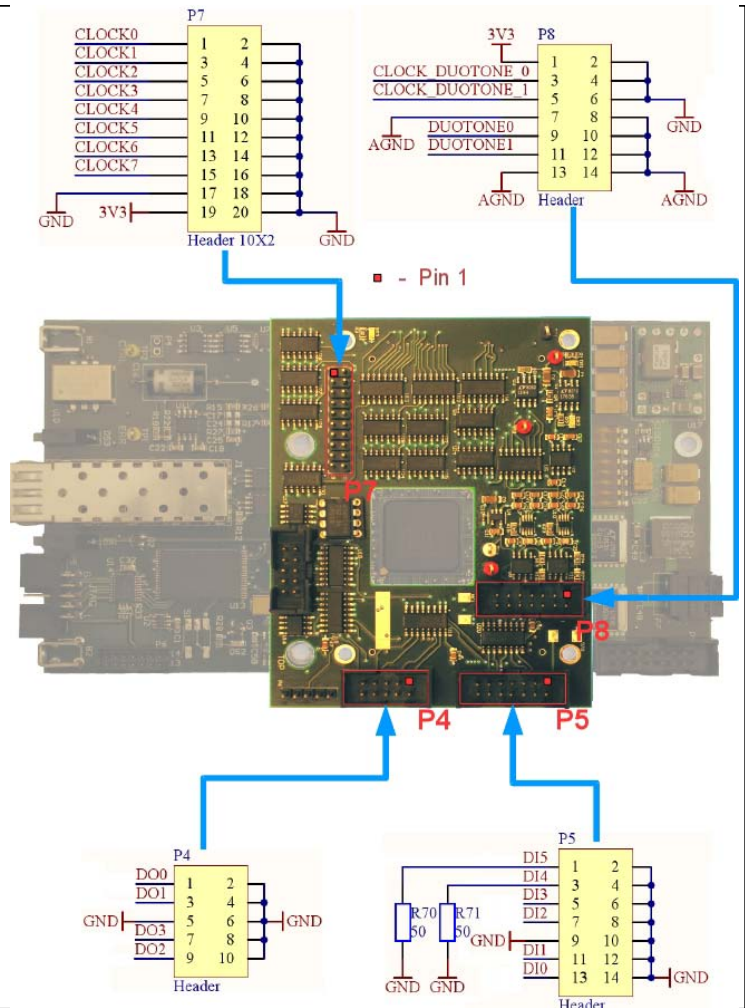 P7
CLOCK0
CLOCK1
CLOCK2
CLOCK3
CLOCK4
CLOCK5
CLOCK6
CLOCK7
1 2
3 4
5 6
7 8
9 10
11 12
13 14
15 16
17 18
19 20
GND
3V3
GND
Header 10X2
P8
3V3
CLOCK_DUOTONE_0
CLOCK_DUOTONE_1
AGND
DUOTONE0
DUOTONE1
1 2
3 4
5 6
7 8
9 10
11 12
13 14
GND
AGND
Header
AGND
- Pin 1
P7
P8
TOP
P4
P5
P4
DO0
DO1
GND
DO3
DO2
1 2
3 4
5 6
7 8
9 10
GND
Header
P5
DI5
DI4
DI3
DI2
GND
DI1
DI0
R70
50
R71
50
GND
GND
1 2
3 4
5 6
7 8
9 10
11 12
13 14
GND
Header